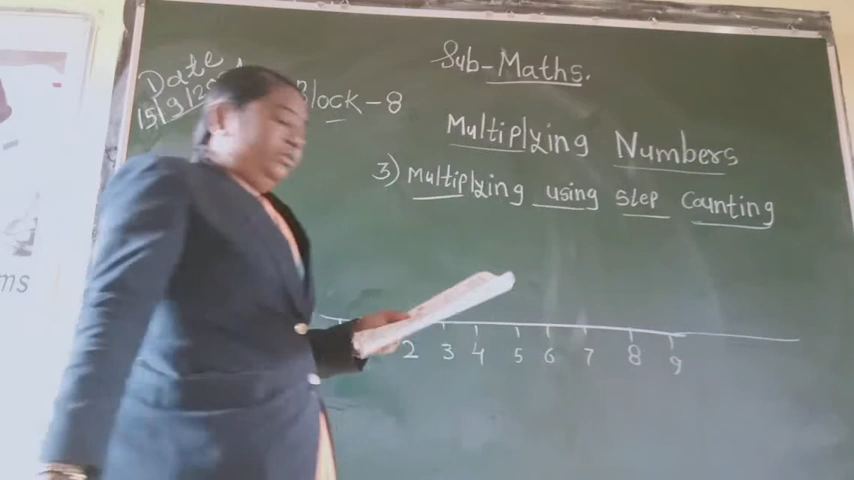 Sub-Maths.
Date
15/9/
Block-8
Multiplying Numbers
3) Multiplying using step Counting
2 3 4 5 6 7 8 9
ms